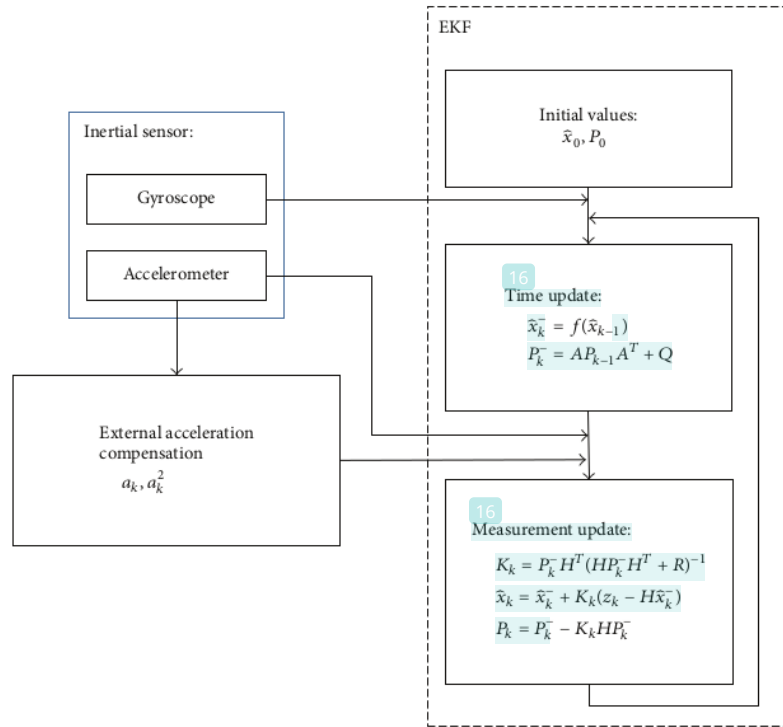 EKF
Initial values:
x̂₀, P₀
Inertial sensor:
Gyroscope
Accelerometer
16
Time update:
x̂ₖ⁻ = f(x̂ₖ₋₁)
Pₖ⁻ = APₖ₋₁Aᵀ + Q
External acceleration
compensation
aₖ, aₖ²
16
Measurement update:
Kₖ = Pₖ⁻Hᵀ(HPₖ⁻Hᵀ + R)⁻¹
x̂ₖ = x̂ₖ⁻ + Kₖ(zₖ − Hx̂ₖ⁻)
Pₖ = Pₖ⁻ − KₖHPₖ⁻